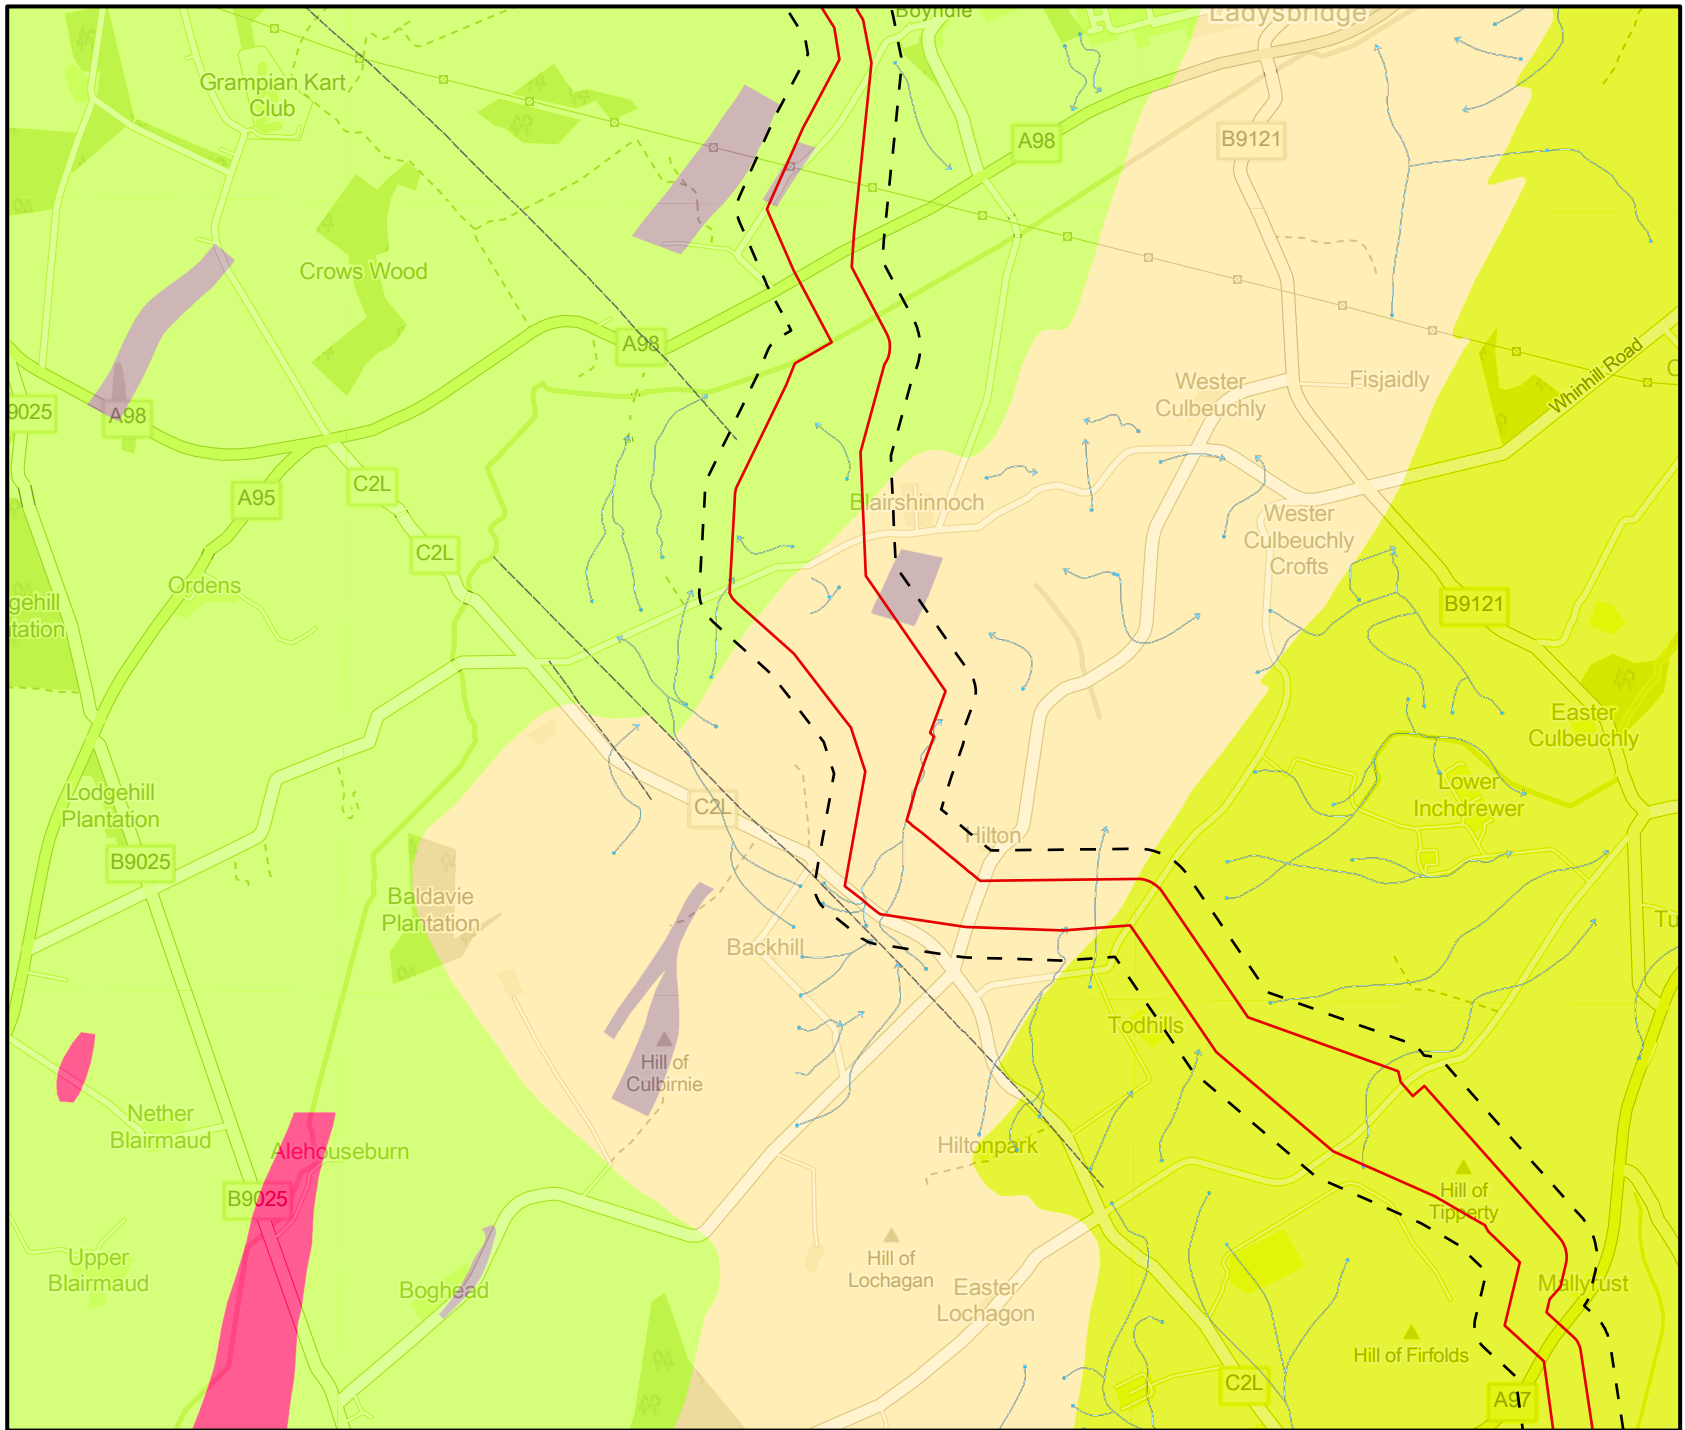 Boyndie
Ladysbridge
Grampian Kart
Club
A98
B9121
Crows Wood
A98
Whinhill Road
Wester
Culbeuchly
Fisjaidly
9025
A98
A95
C2L
Blairshinnoch
Wester
Culbeuchly
Crofts
C2L
Ordens
gehill
tation
B9121
Easter
Culbeuchly
Lodgehill
Plantation
C2L
Lower
Inchdrewer
Hilton
B9025
Baldavie
Plantation
Backhill
Tu
Todhills
Hill of
Culbirnie
Nether
Blairmaud
Alehouseburn
Hiltonpark
B9025
Hill of
Tipperty
Upper
Blairmaud
Boghead
Hill of
Lochagan
Easter
Lochagon
Mallyrust
Hill of Firfolds
C2L
A97